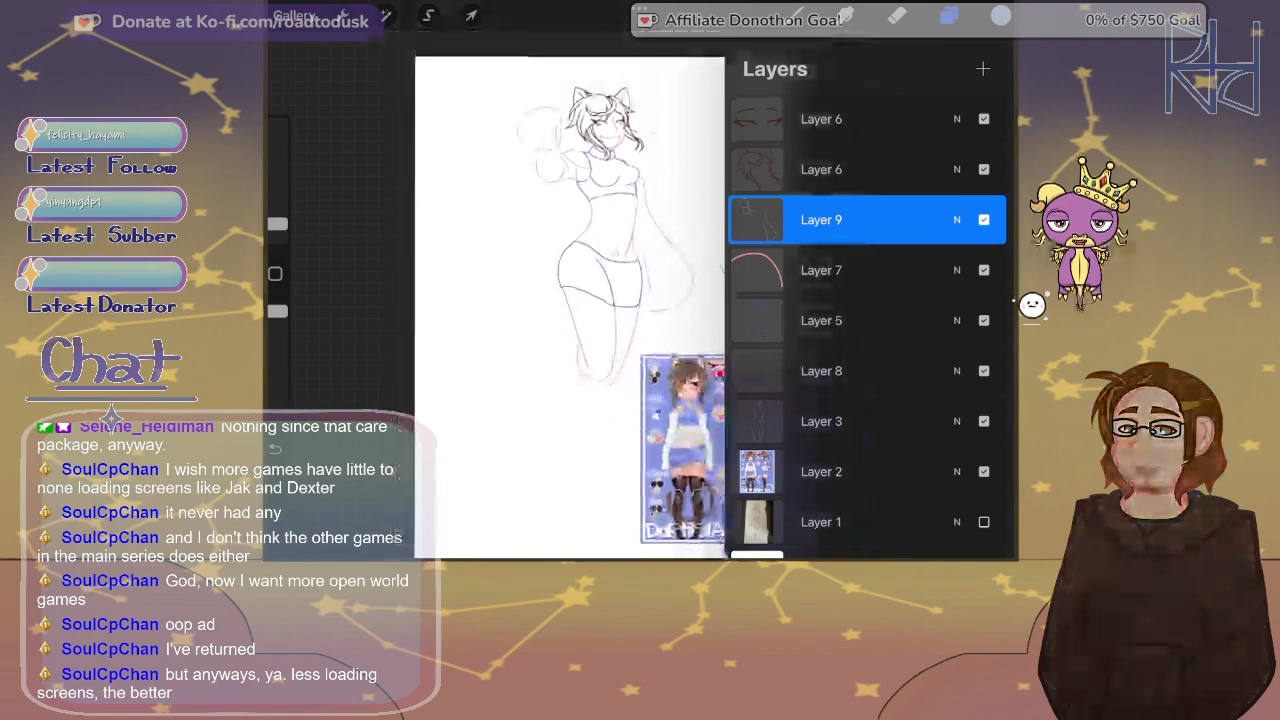 Donate at Ko-fi.com/roadtodusk
Gallery
Affiliate Donothon Goal
0% of $750 Goal
felicity_hayami
Latest Follow
yinyangdp1
Latest Subber
Latest Donator
Chat
Selene_Heidiman Nothing since that care
package, anyway.
SoulCpChan I wish more games have little to
none loading screens like Jak and Dexter
SoulCpChan it never had any
SoulCpChan and I don't think the other games
in the main series does either
SoulCpChan God, now I want more open world
games
SoulCpChan oop ad
SoulCpChan I've returned
SoulCpChan but anyways, ya. less loading
screens, the better
Layers
Layer 6 N
Layer 6 N
Layer 9 N
Layer 7 N
Layer 5 N
Layer 8 N
Layer 3 N
Layer 2 N
Layer 1 N